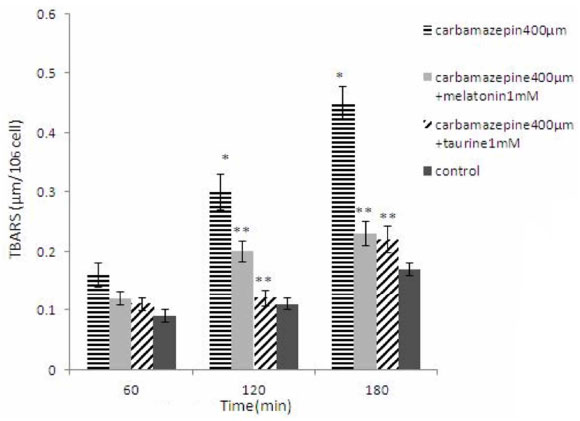 0.6
0.5
0.4
0.3
0.2
0.1
0
TBARS (μm/106 cell)
*
**
**
*
**
**
60 120 180
Time(min)
carbamazepin400μm
carbamazepine400μm
+melatonin1mM
carbamazepine400μm
+taurine1mM
control